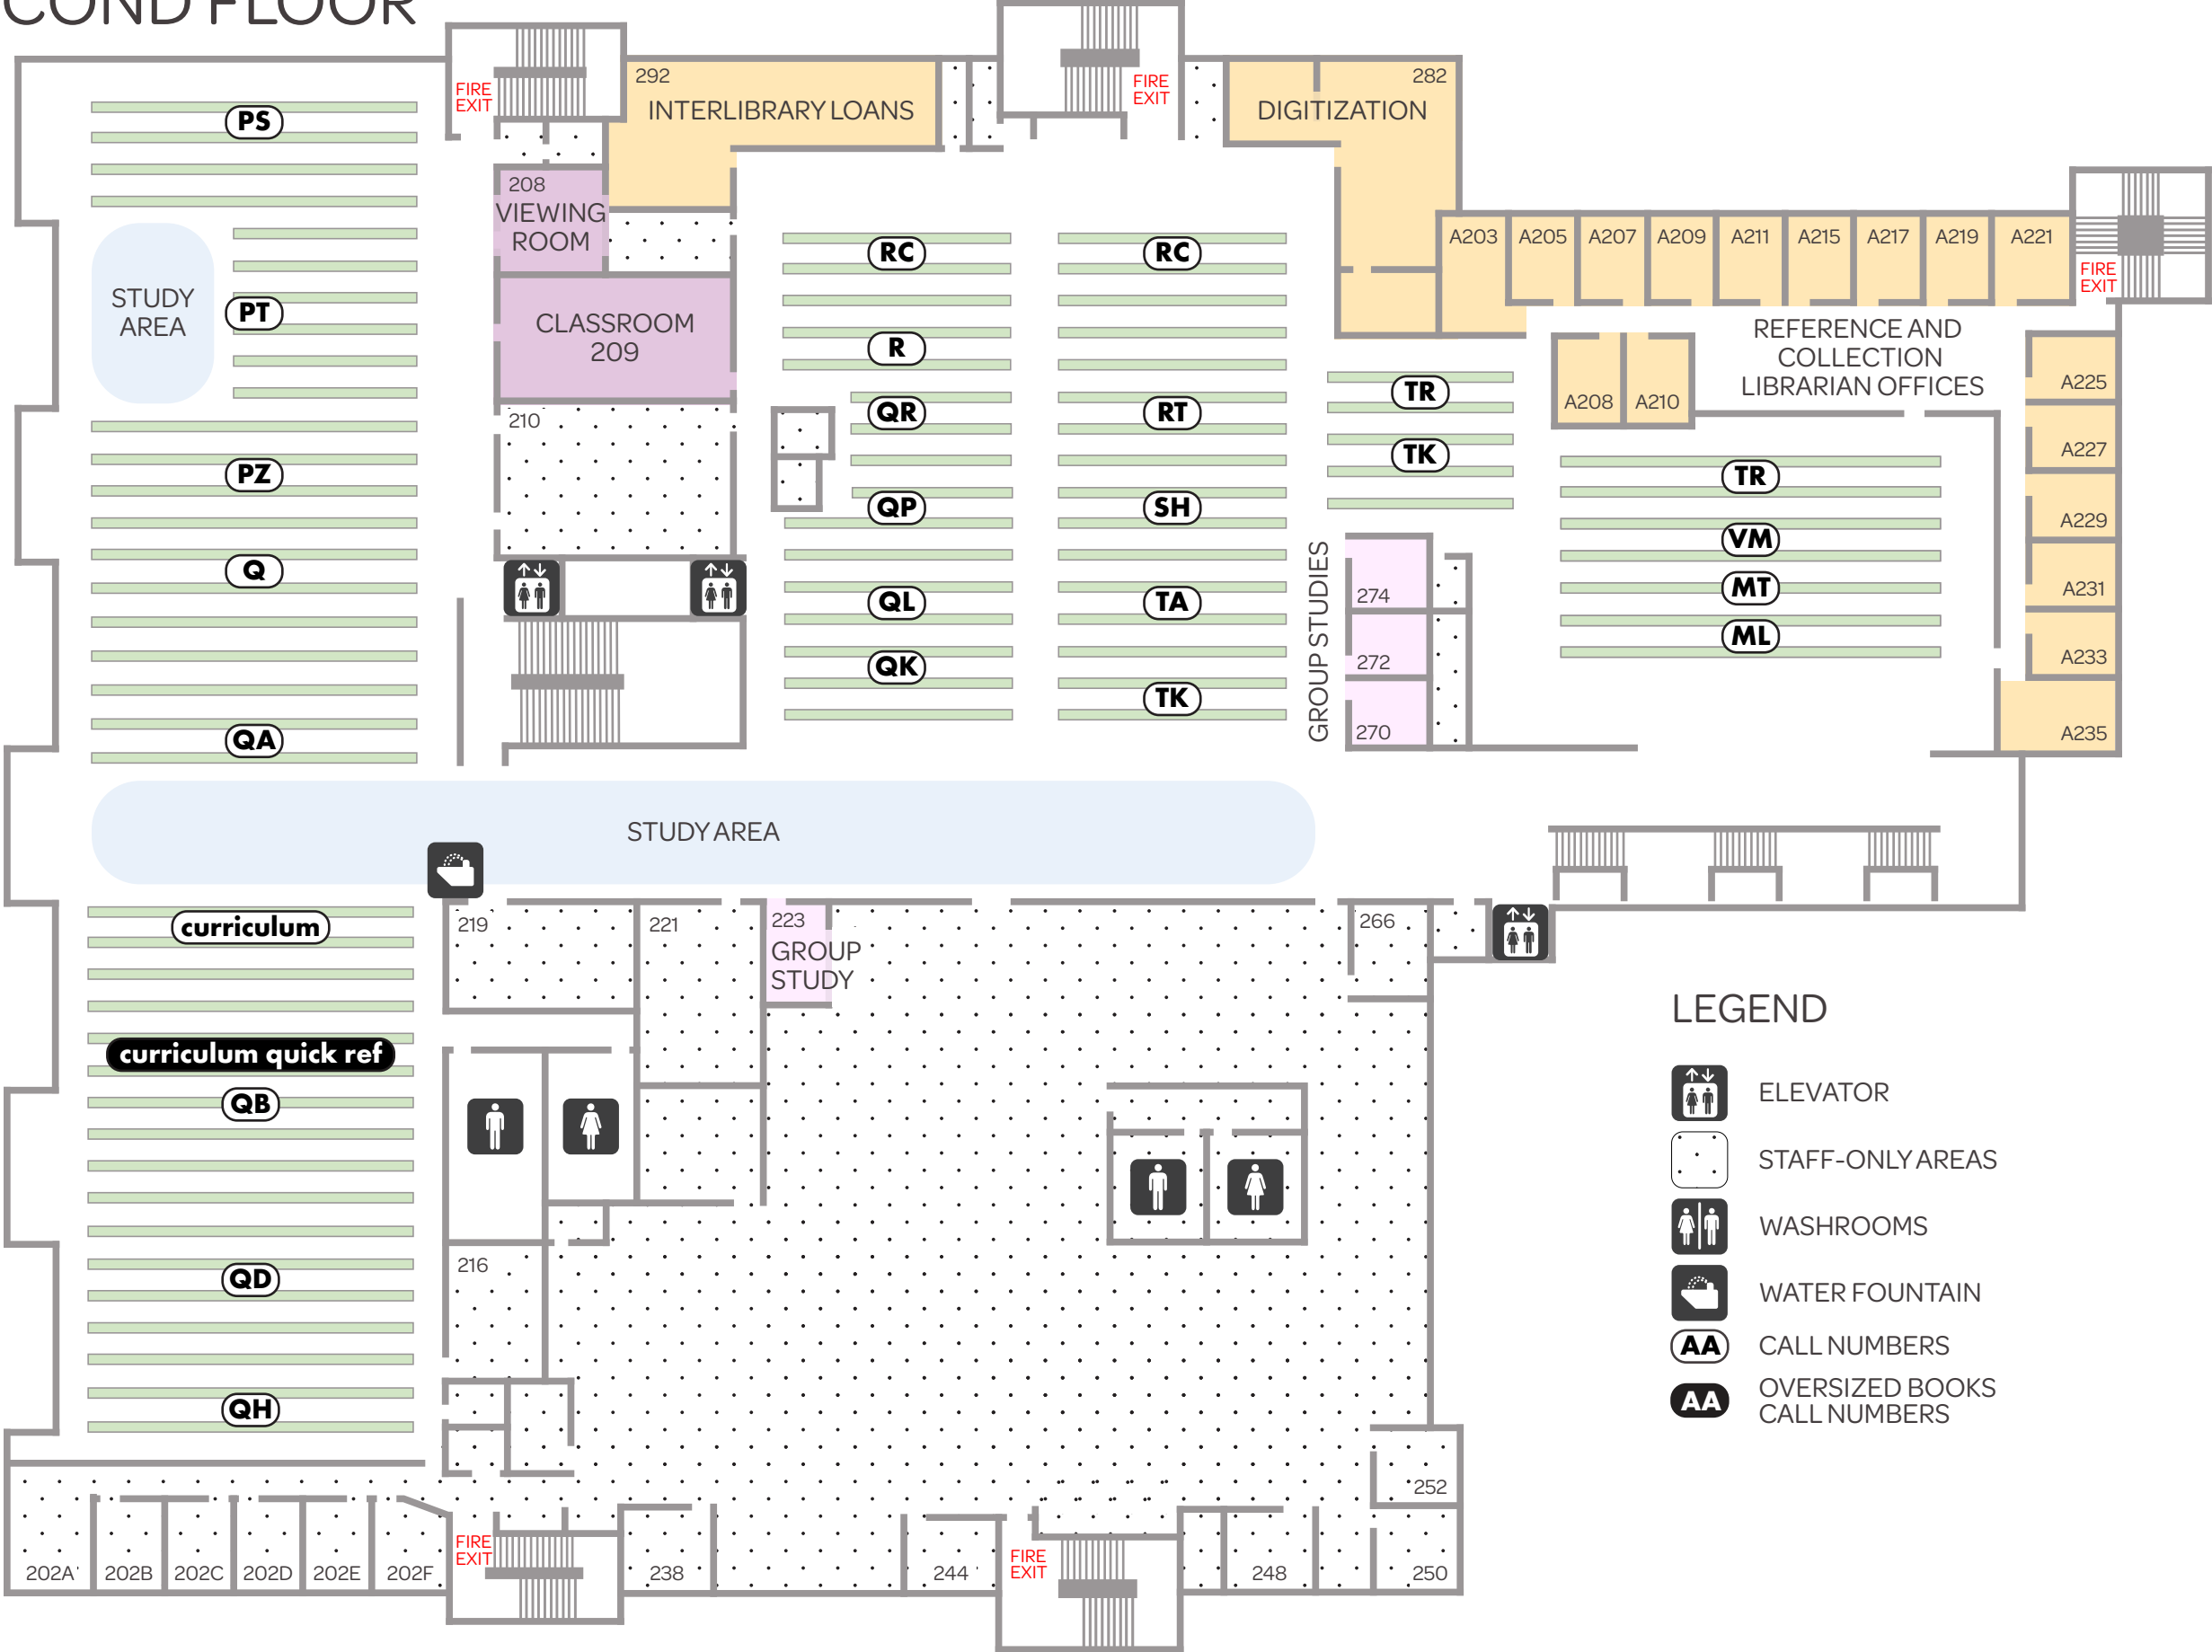 COND FLOOR
FIRE
EXIT
292
INTERLIBRARY LOANS
FIRE
EXIT
282
DIGITIZATION
PS
208
VIEWING
ROOM
A203
A205
A207
A209
A211
A215
A217
A219
A221
FIRE
EXIT
RC
RC
STUDY
AREA
PT
CLASSROOM
209
R
REFERENCE AND
COLLECTION
LIBRARIAN OFFICES
A225
TR
A208
A210
210
QR
RT
A227
TK
PZ
TR
QP
SH
A229
VM
Q
GROUP STUDIES
274
MT
A231
QL
TA
ML
272
A233
QK
TK
270
A235
QA
STUDY AREA
curriculum
219
221
223
GROUP
STUDY
266
curriculum quick ref
QB
216
QD
QH
LEGEND
ELEVATOR
STAFF-ONLY AREAS
WASHROOMS
WATER FOUNTAIN
AA
CALL NUMBERS
AA
OVERSIZED BOOKS
CALL NUMBERS
252
202A
202B
202C
202D
202E
202F
FIRE
EXIT
238
244
FIRE
EXIT
248
250